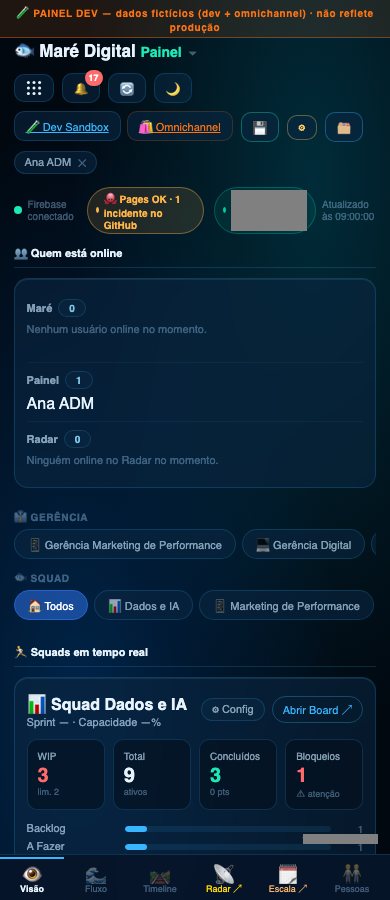 PAINEL DEV — dados fictícios (dev + omnichannel) · não reflete
produção
Maré Digital Painel
17
Dev Sandbox
Omnichannel
Ana ADM ✕
Firebase
conectado
Pages OK · 1
incidente no
GitHub
Atualizado
às 09:00:00
Quem está online
Maré 0
Nenhum usuário online no momento.
Painel 1
Ana ADM
Radar 0
Ninguém online no Radar no momento.
GERÊNCIA
Gerência Marketing de Performance
Gerência Digital
SQUAD
Todos
Dados e IA
Marketing de Performance
Squads em tempo real
Squad Dados e IA
Config
Abrir Board ↗
Sprint — · Capacidade —%
WIP
3
lim. 2
Total
9
ativos
Concluídos
3
0 pts
Bloqueios
1
⚠ atenção
Backlog 1
A Fazer
Visão
Fluxo
Timeline
Radar ↗
Escala ↗
Pessoas